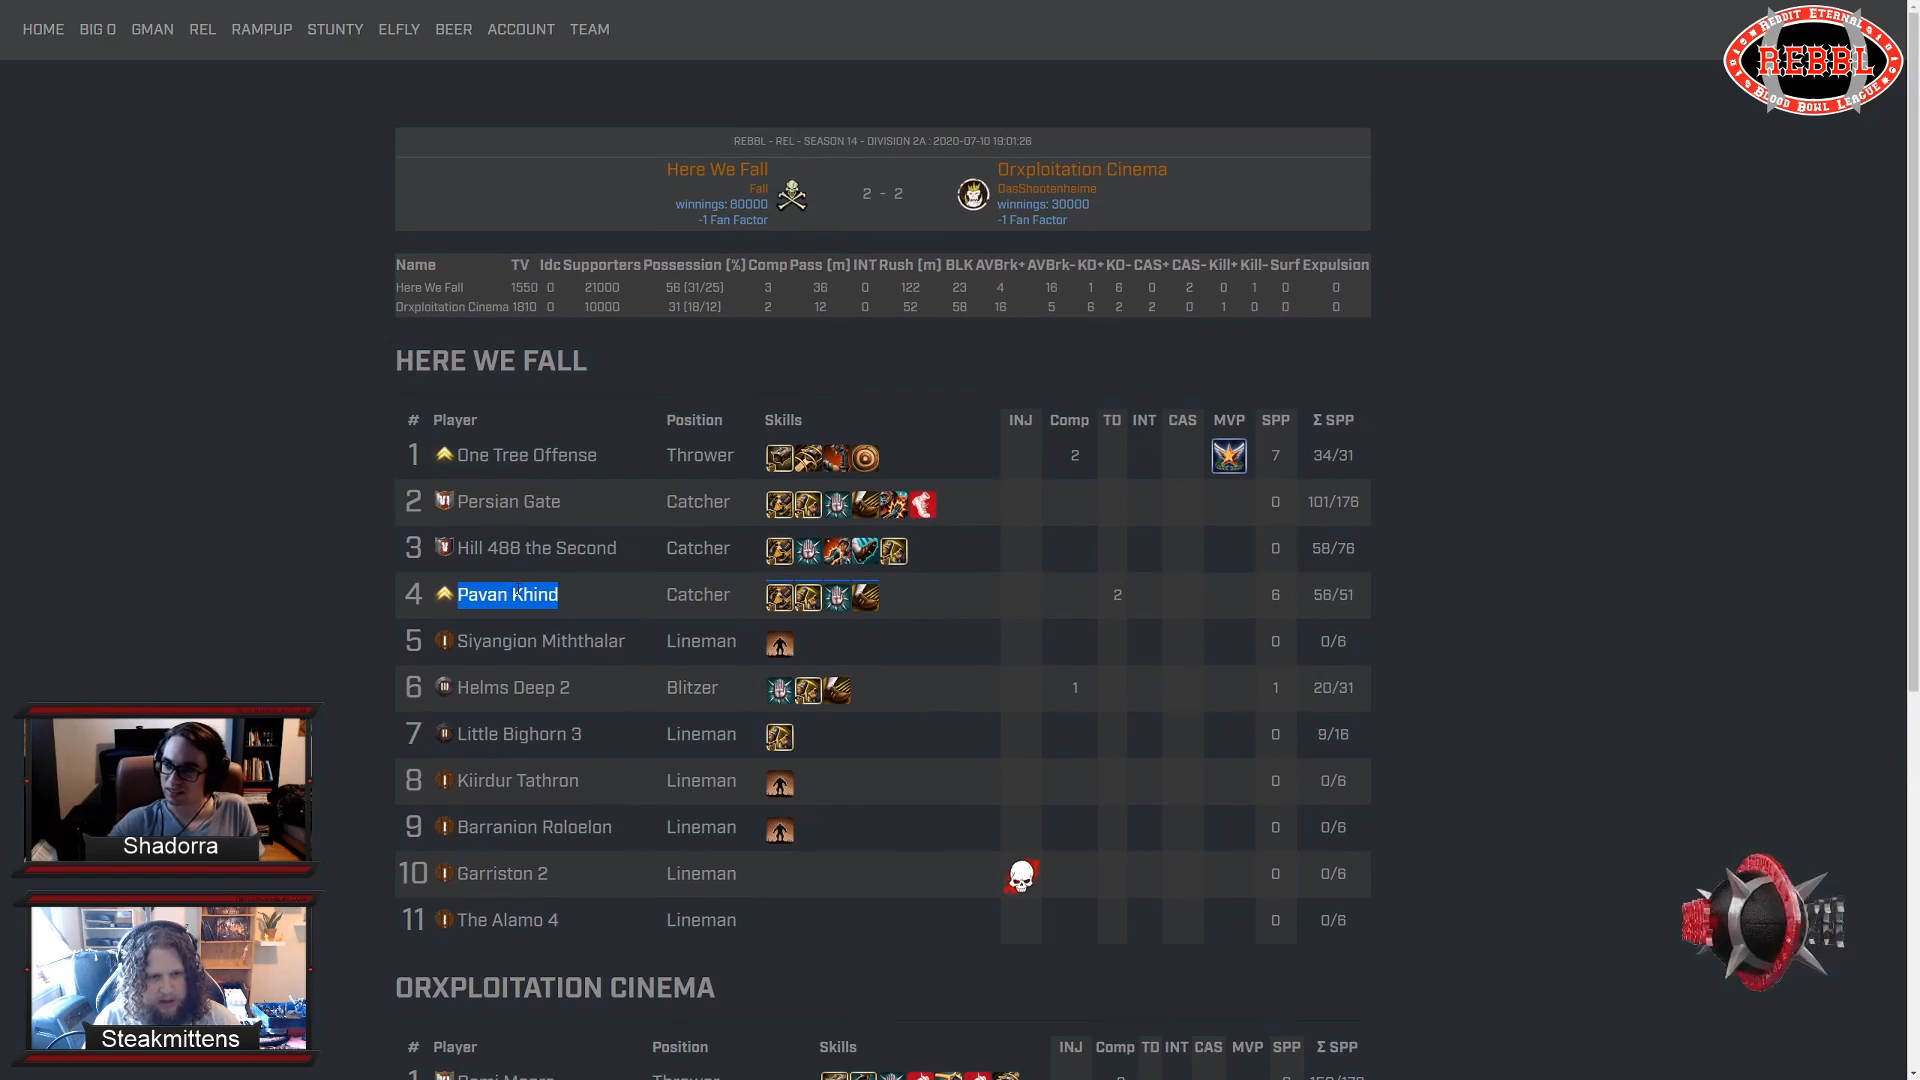 HOME BIG O GMAN REL RAMPUP STUNTY ELFLY BEER ACCOUNT TEAM
REDDIT ETERNAL
REBBL
BLOOD BOWL LEAGUE
REBBL - REL - SEASON 14 - DIVISION 2A : 2020-07-10 19:01:26
Here We Fall
Fall
winnings: 80000
-1 Fan Factor
2 - 2
Orxploitation Cinema
DasShootenheime
winnings: 30000
-1 Fan Factor
Name TV Idc Supporters Possession (%) Comp Pass (m) INT Rush (m) BLK AVBrk+ AVBrk- KO+ KO- CAS+ CAS- Kill+ Kill- Surf Expulsion
Here We Fall 1550 0 21000 56 (31/25) 3 36 0 122 23 4 16 1 6 0 2 0 1 0 0
Orxploitation Cinema 1810 0 10000 31 (18/12) 2 12 0 52 58 16 5 6 2 2 0 1 0 0 0
HERE WE FALL
# Player Position Skills INJ Comp TD INT CAS MVP SPP Σ SPP
1 One Tree Offense Thrower 2 7 34/31
2 Persian Gate Catcher 0 101/176
3 Hill 488 the Second Catcher 0 58/76
4 Pavan Khind Catcher 2 6 56/51
5 Siyangion Miththalar Lineman 0 0/6
6 Helms Deep 2 Blitzer 1 1 20/31
7 Little Bighorn 3 Lineman 0 9/16
8 Kiirdur Tathron Lineman 0 0/6
9 Barranion Roloelon Lineman 0 0/6
10 Garriston 2 Lineman 0 0/6
11 The Alamo 4 Lineman 0 0/6
Shadorra
Steakmittens
ORXPLOITATION CINEMA
# Player Position Skills INJ Comp TD INT CAS MVP SPP Σ SPP